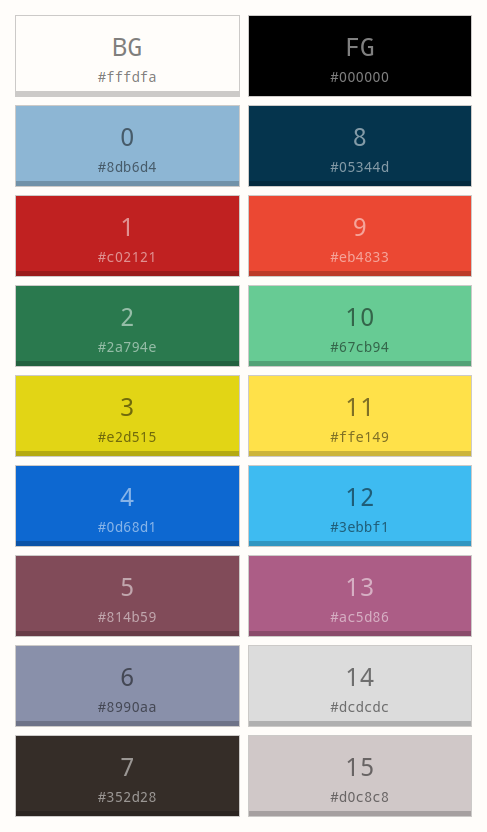 BG
#fffdfa
FG
#000000
0
#8db6d4
8
#05344d
1
#c02121
9
#eb4833
2
#2a794e
10
#67cb94
3
#e2d515
11
#ffe149
4
#0d68d1
12
#3ebbf1
5
#814b59
13
#ac5d86
6
#8990aa
14
#dcdcdc
7
#352d28
15
#d0c8c8